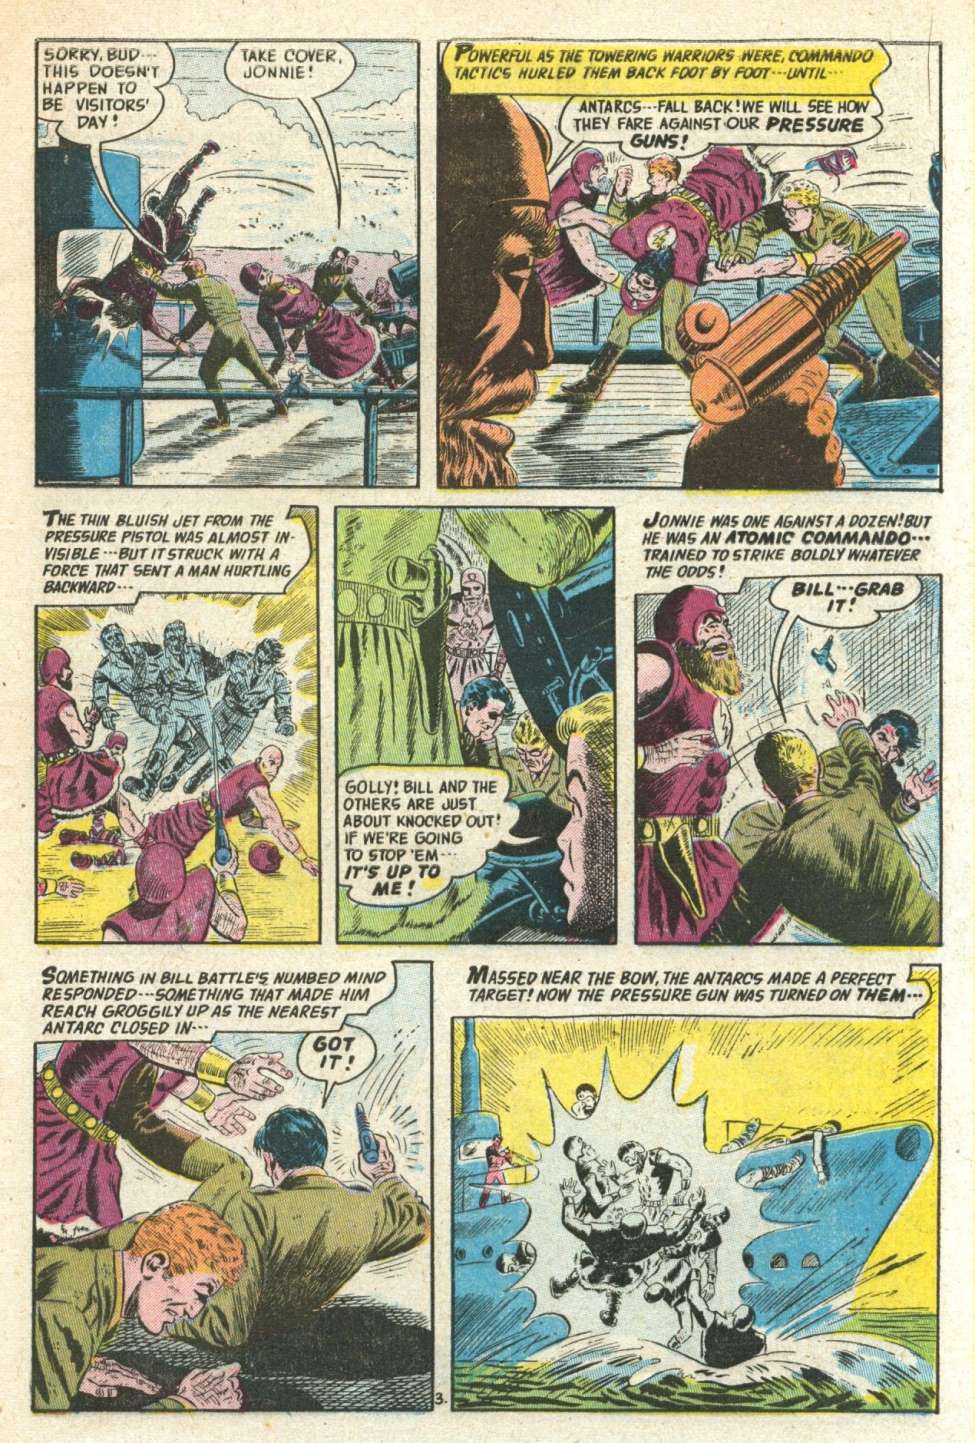 SORRY, BUD---
THIS DOESN'T
HAPPEN TO
BE VISITORS'
DAY!
TAKE COVER,
JONNIE!
POWERFUL AS THE TOWERING WARRIORS WERE, COMMANDO
TACTICS HURLED THEM BACK FOOT BY FOOT---UNTIL---
ANTARCS---FALL BACK! WE WILL SEE HOW
THEY FARE AGAINST OUR PRESSURE
GUNS!
THE THIN BLUISH JET FROM THE
PRESSURE PISTOL WAS ALMOST IN-
VISIBLE---BUT IT STRUCK WITH A
FORCE THAT SENT A MAN HURTLING
BACKWARD---
GOLLY! BILL AND THE
OTHERS ARE JUST
ABOUT KNOCKED OUT!
IF WE'RE GOING
TO STOP 'EM---
IT'S UP TO
ME!
JONNIE WAS ONE AGAINST A DOZEN! BUT
HE WAS AN ATOMIC COMMANDO---
TRAINED TO STRIKE BOLDLY WHATEVER
THE ODDS!
BILL---GRAB
IT!
SOMETHING IN BILL BATTLE'S NUMBED MIND
RESPONDED---SOMETHING THAT MADE HIM
REACH GROGGILY UP AS THE NEAREST
ANTARC CLOSED IN---
GOT
IT!
MASSED NEAR THE BOW, THE ANTARCS MADE A PERFECT
TARGET! NOW THE PRESSURE GUN WAS TURNED ON THEM---
3.